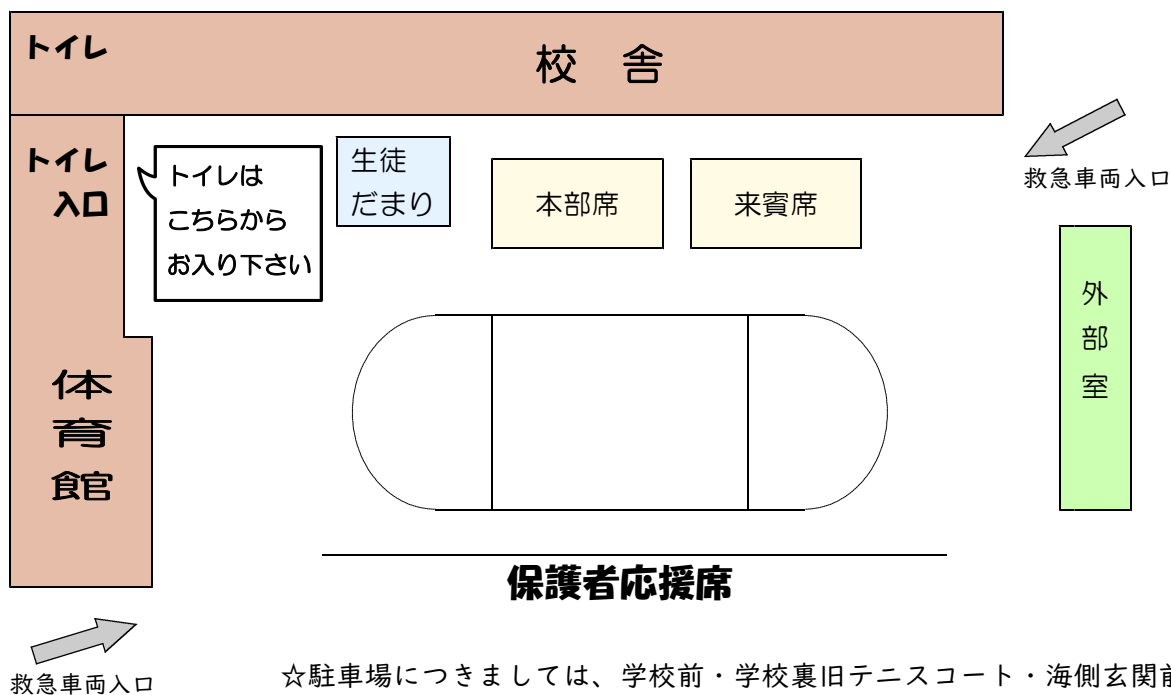 トイレ
校 舎
トイレ
入口
トイレは
こちらから
お入り下さい
生徒
だまり
本部席
来賓席
救急車両入口
外
部
室
体
育
館
保護者応援席
救急車両入口
☆駐車場につきましては、学校前・学校裏旧テニスコート・海側玄関前